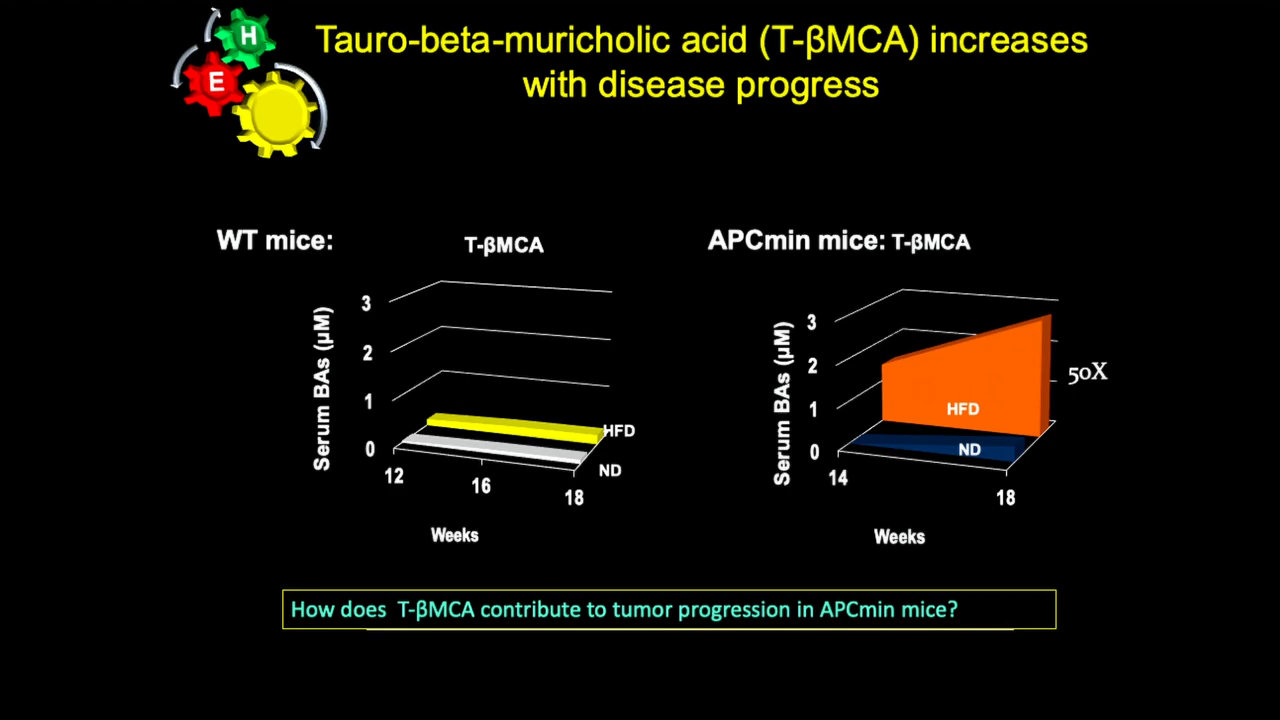 H
E
Tauro-beta-muricholic acid (T-βMCA) increases
with disease progress
WT mice:
T-βMCA
Serum BAs (μM)
3
2
1
0
12
16
18
HFD
ND
Weeks
APCmin mice: T-βMCA
Serum BAs (μM)
3
2
1
0
14
18
HFD
ND
50X
Weeks
How does  T-βMCA contribute to tumor progression in APCmin mice?